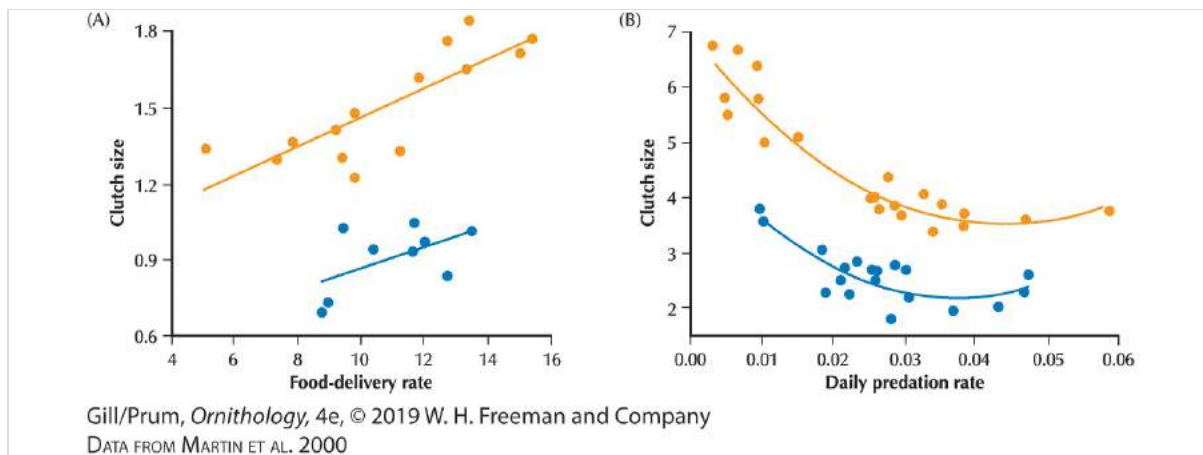 (A)
1.8
1.5
1.2
0.9
0.6
Clutch size
4 6 8 10 12 14 16
Food-delivery rate
(B)
7
6
5
4
3
2
Clutch size
0.00 0.01 0.02 0.03 0.04 0.05 0.06
Daily predation rate
Gill/Prum, Ornithology, 4e, © 2019 W. H. Freeman and Company
DATA FROM MARTIN ET AL. 2000